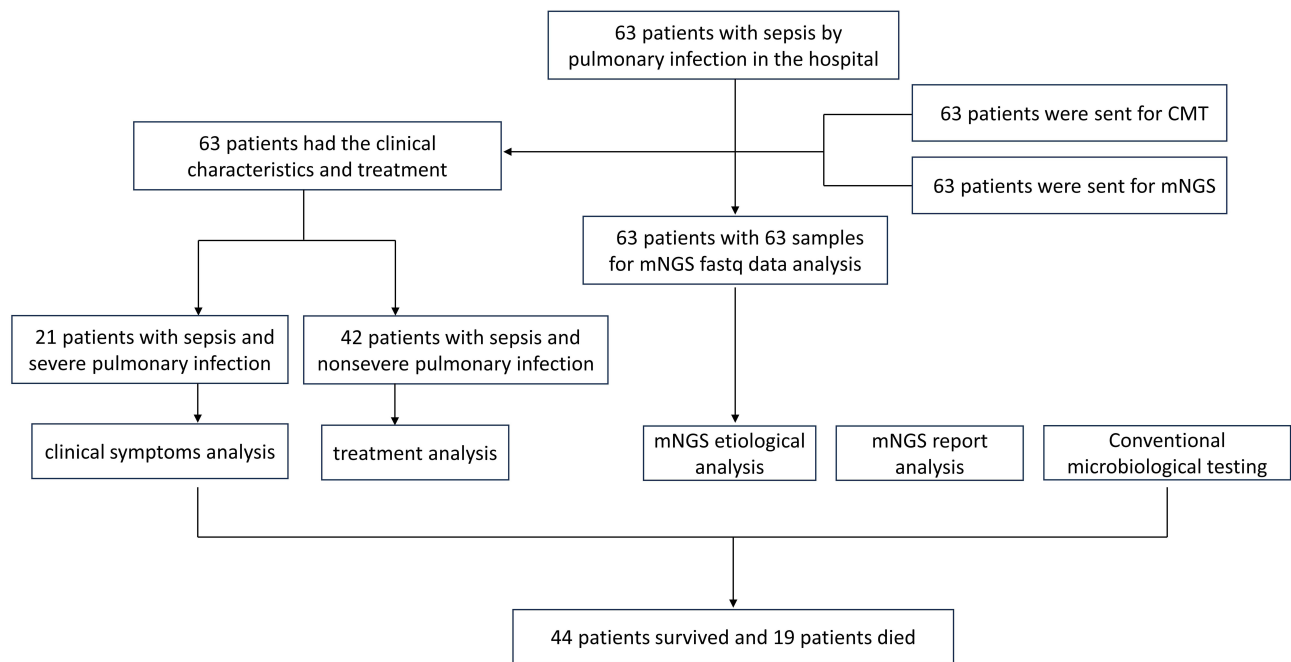 63 patients with sepsis by
pulmonary infection in the hospital
63 patients were sent for CMT
63 patients had the clinical
characteristics and treatment
63 patients were sent for mNGS
63 patients with 63 samples
for mNGS fastq data analysis
21 patients with sepsis and
severe pulmonary infection
42 patients with sepsis and
nonsevere pulmonary infection
clinical symptoms analysis
treatment analysis
mNGS etiological
analysis
mNGS report
analysis
Conventional
microbiological testing
44 patients survived and 19 patients died